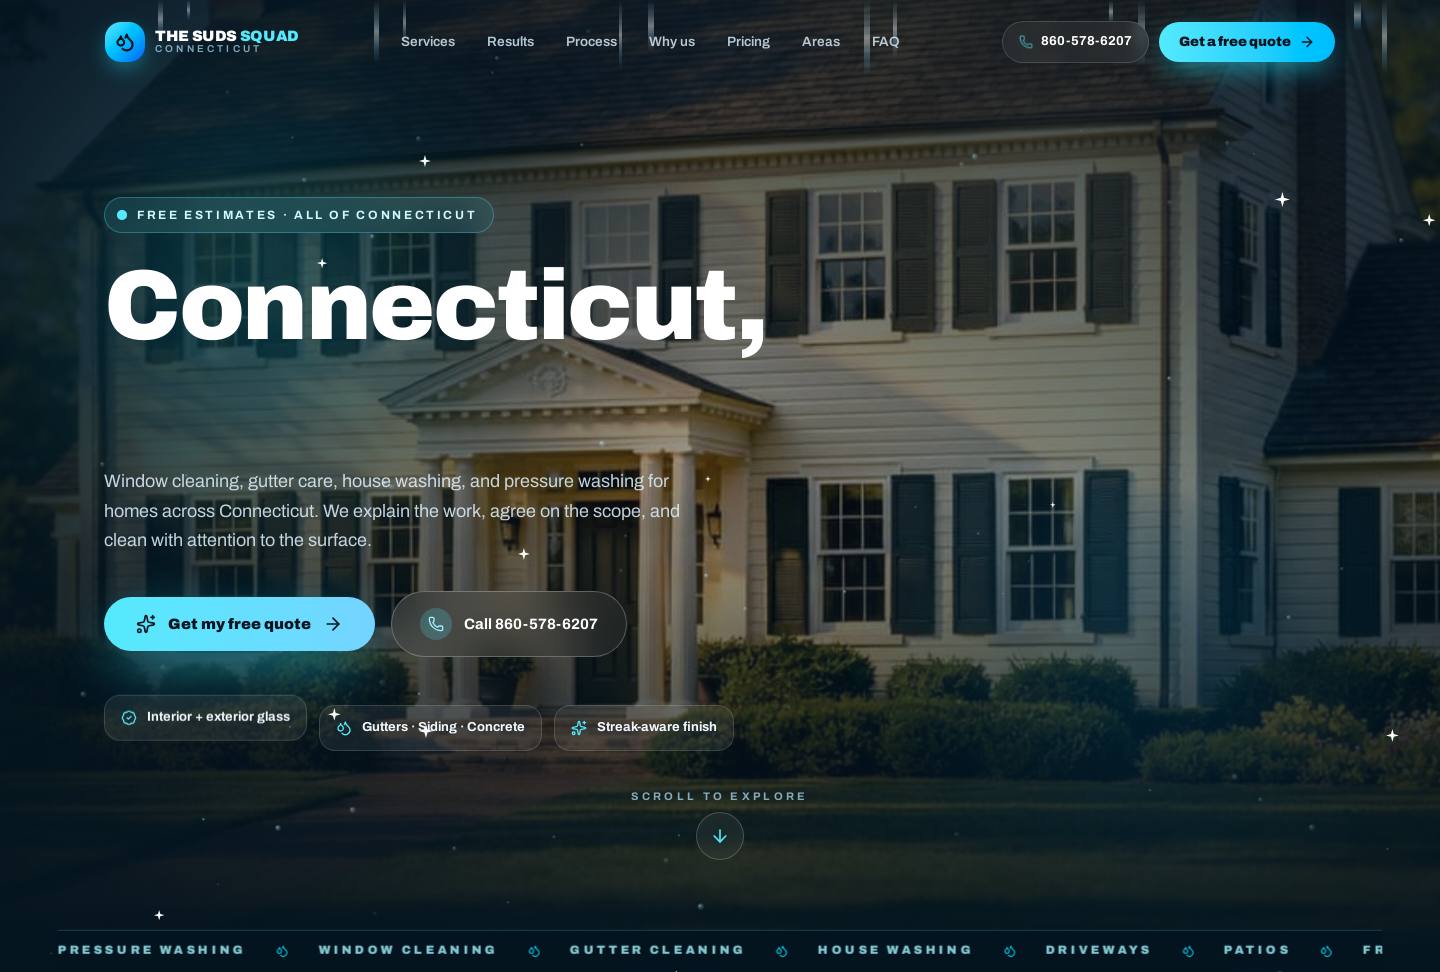 THE SUDS SQUAD
CONNECTICUT
Services
Results
Process
Why us
Pricing
Areas
FAQ
860-578-6207
Get a free quote
FREE ESTIMATES · ALL OF CONNECTICUT
Connecticut,
Window cleaning, gutter care, house washing, and pressure washing for
homes across Connecticut. We explain the work, agree on the scope, and
clean with attention to the surface.
Get my free quote
Call 860-578-6207
Interior + exterior glass
Gutters · Siding · Concrete
Streak-aware finish
SCROLL TO EXPLORE
PRESSURE WASHING
WINDOW CLEANING
GUTTER CLEANING
HOUSE WASHING
DRIVEWAYS
PATIOS
FR